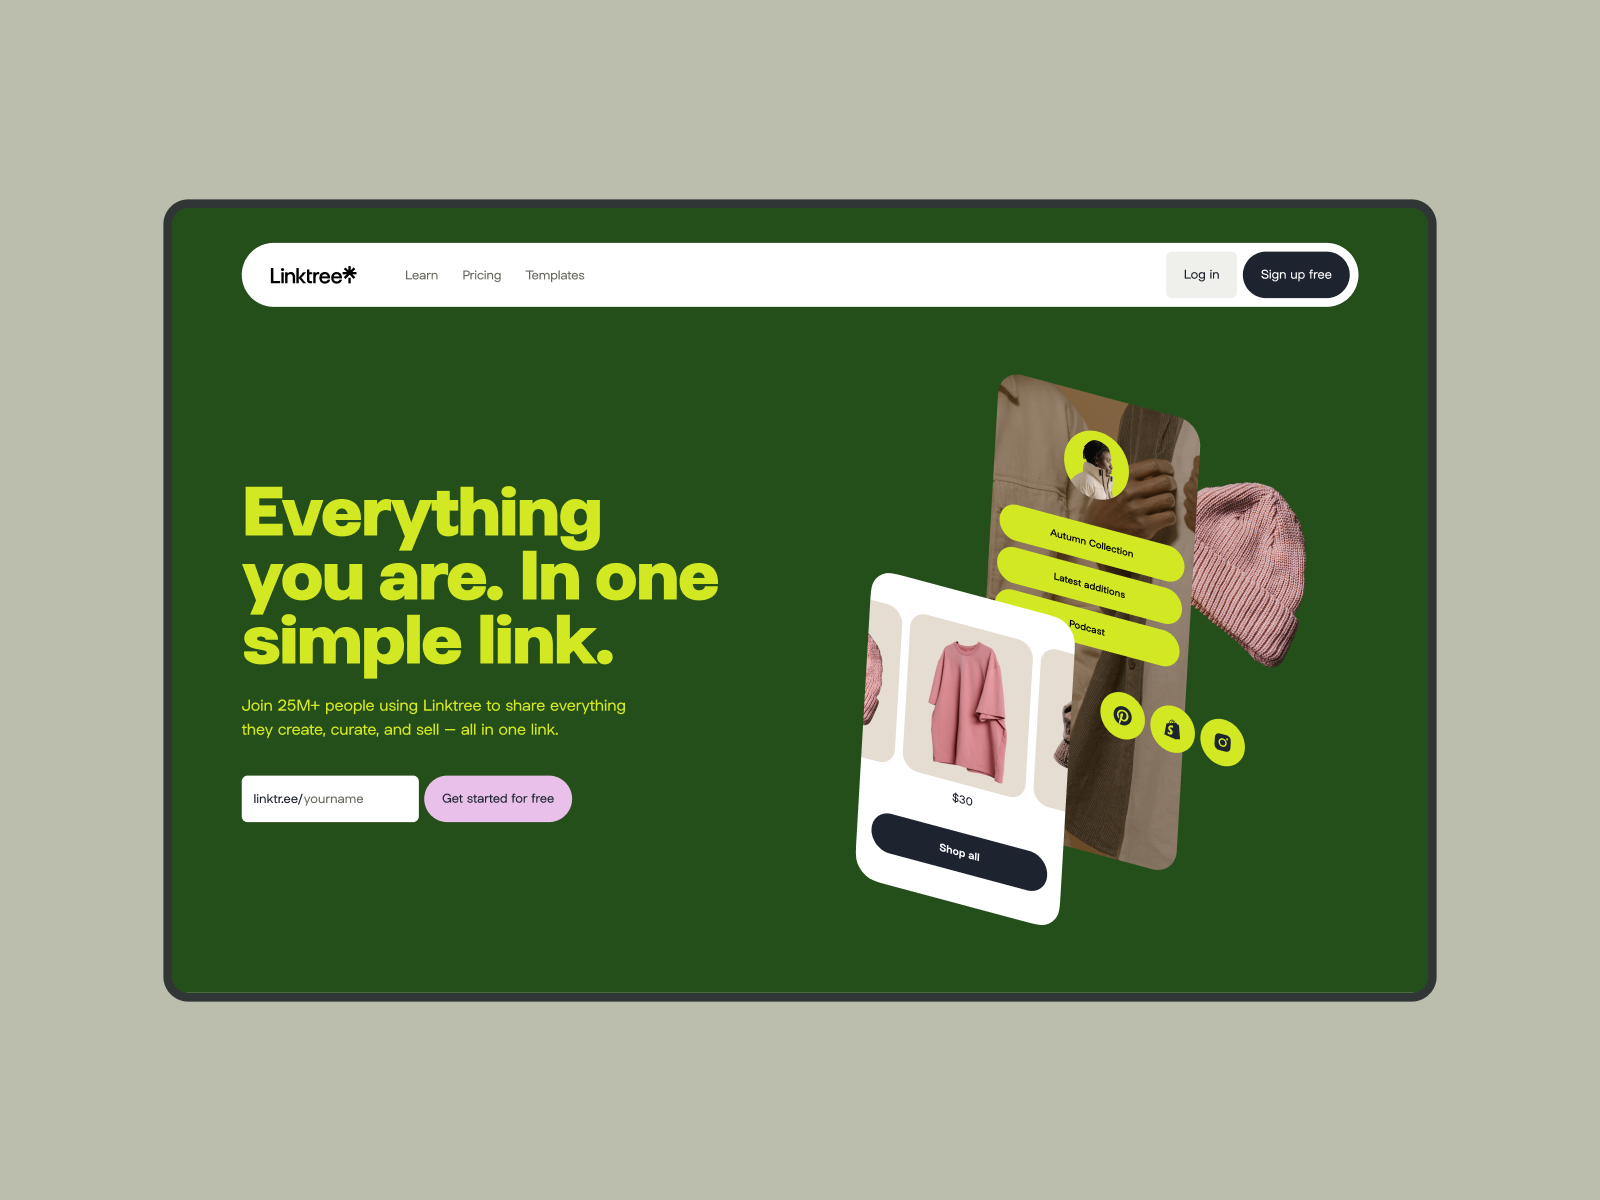 Linktree
Learn
Pricing
Templates
Log in
Sign up free
Everything
you are. In one
simple link.
Join 25M+ people using Linktree to share everything
they create, curate, and sell — all in one link.
linktr.ee/yourname
Get started for free
Autumn Collection
Latest additions
Podcast
$30
Shop all